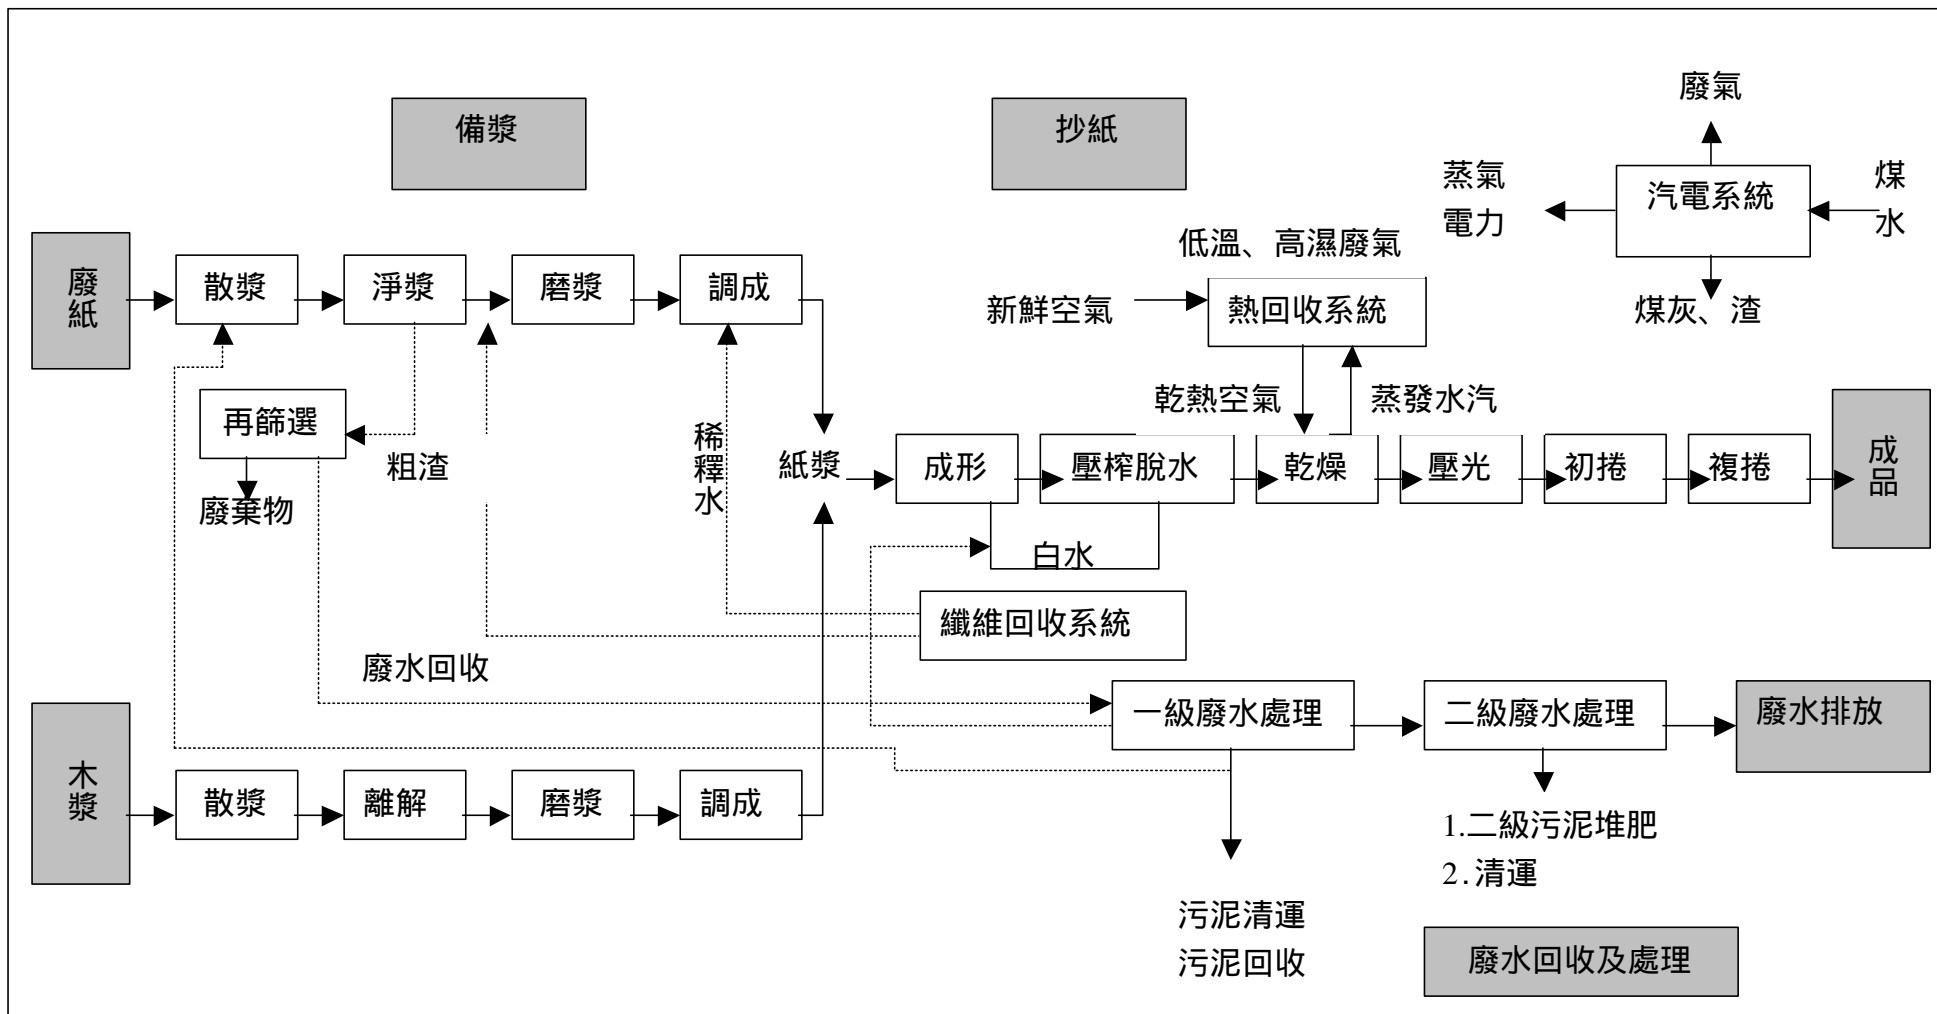 備漿
抄紙
廢氣
蒸氣
電力
汽電系統
煤
水
煤灰、渣
低溫、高濕廢氣
新鮮空氣
熱回收系統
乾熱空氣
蒸發水汽
廢紙
散漿
淨漿
磨漿
調成
再篩選
粗渣
廢棄物
稀釋水
紙漿
成形
壓榨脫水
乾燥
壓光
初捲
複捲
成品
白水
纖維回收系統
廢水回收
一級廢水處理
二級廢水處理
廢水排放
木漿
散漿
離解
磨漿
調成
1.二級污泥堆肥
2.清運
污泥清運
污泥回收
廢水回收及處理